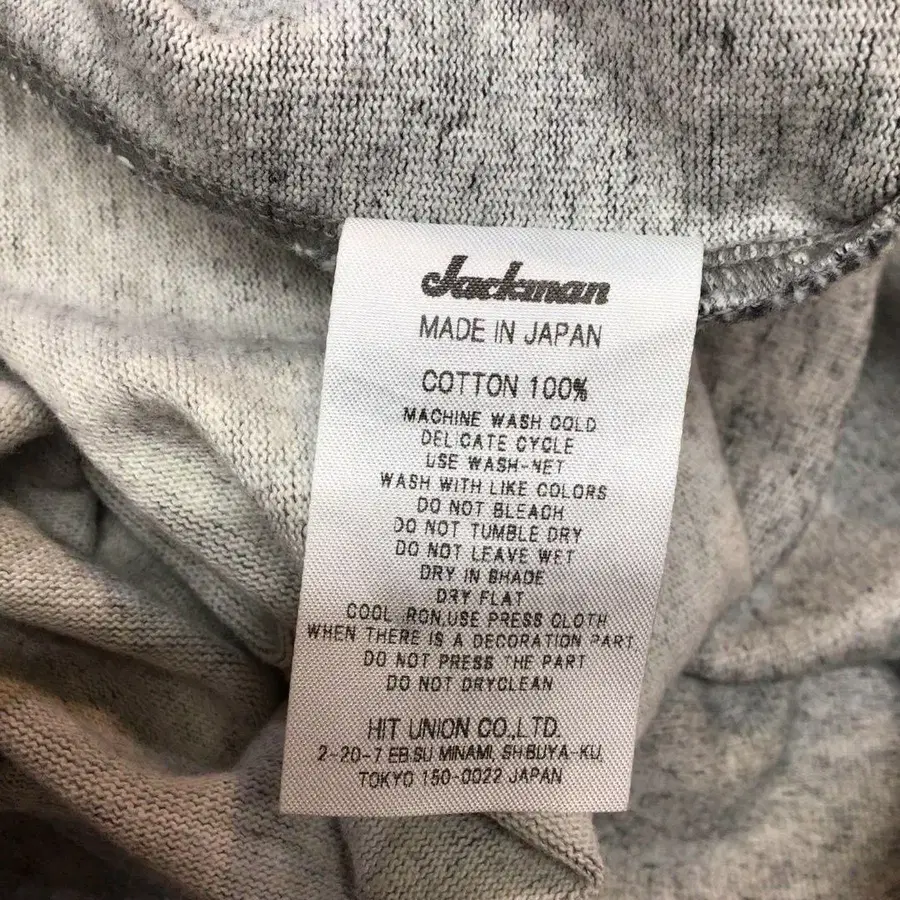 Jackman
MADE IN JAPAN
COTTON 100%
MACHINE WASH COLD
DELICATE CYCLE
USE WASH-NET
WASH WITH LIKE COLORS
DO NOT BLEACH
DO NOT TUMBLE DRY
DO NOT LEAVE WET
DRY IN SHADE
DRY FLAT
COOL IRON,USE PRESS CLOTH
WHEN THERE IS A DECORATION PART
DO NOT PRESS THE PART
DO NOT DRYCLEAN
HIT UNION CO.,LTD.
2-20-7 EBISU MINAMI, SHIBUYA-KU,
TOKYO 150-0022 JAPAN